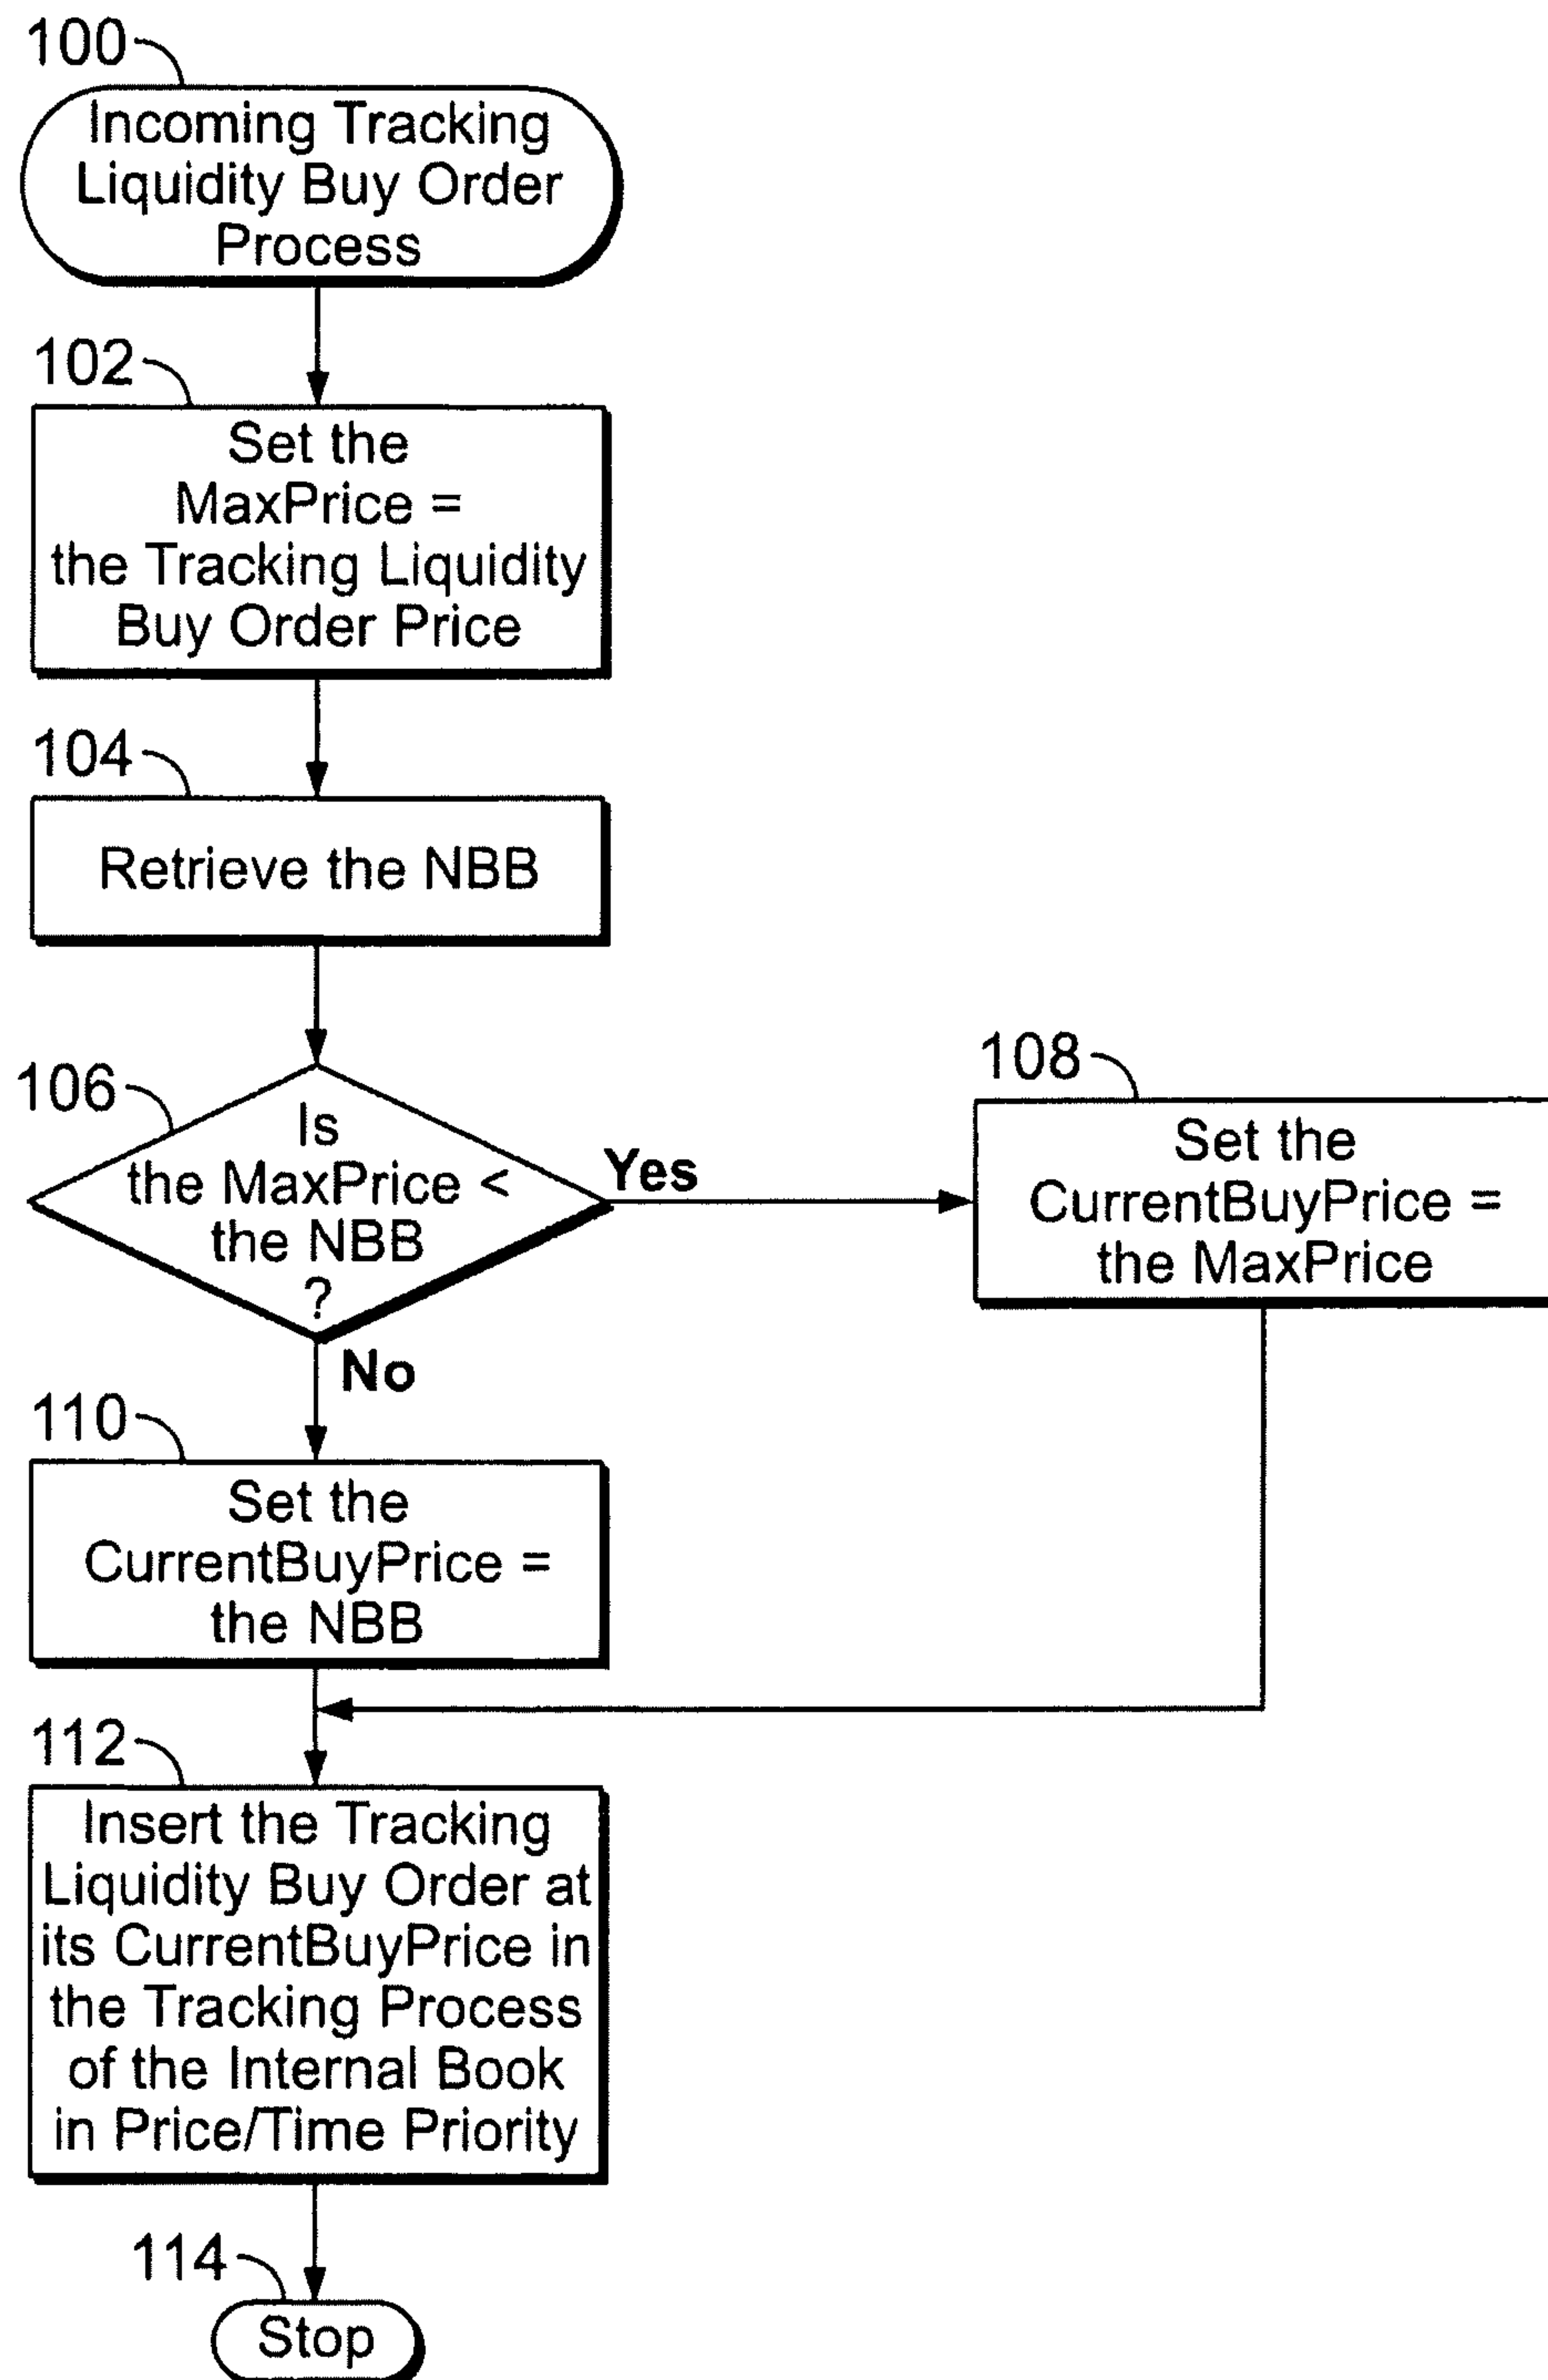 100
Incoming Tracking
Liquidity Buy Order
Process
102
Set the
MaxPrice =
the Tracking Liquidity
Buy Order Price
104
Retrieve the NBB
106
Is
the MaxPrice <
the NBB
?
Yes
108
Set the
CurrentBuyPrice =
the MaxPrice
No
110
Set the
CurrentBuyPrice =
the NBB
112
Insert the Tracking
Liquidity Buy Order at
its CurrentBuyPrice in
the Tracking Process
of the Internal Book
in Price/Time Priority
114
Stop